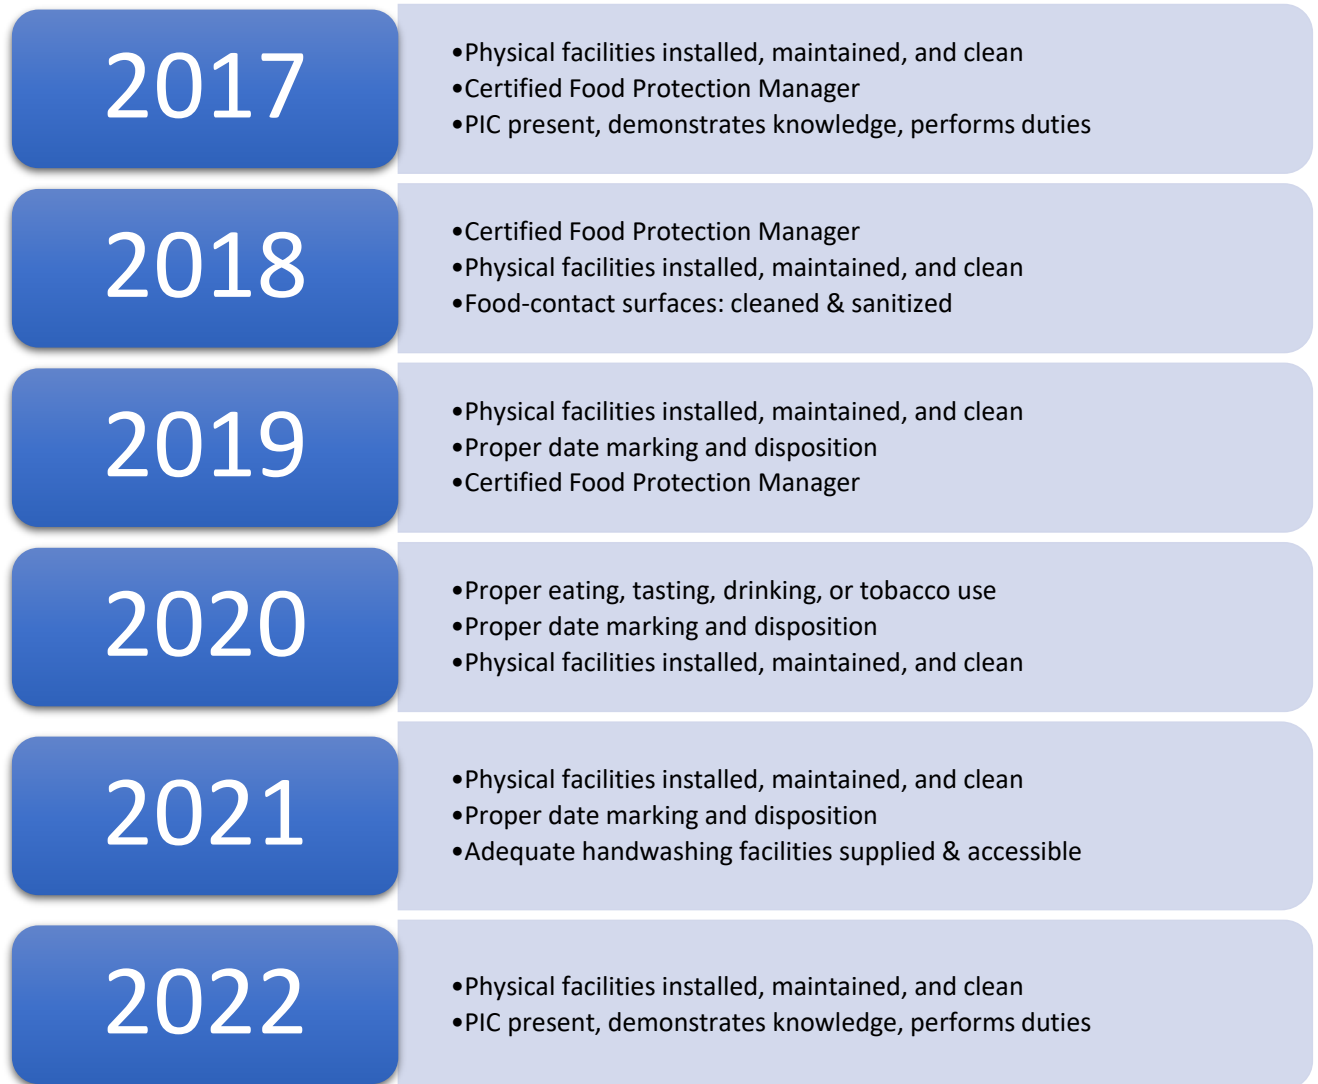 2017
•Physical facilities installed, maintained, and clean
•Certified Food Protection Manager
•PIC present, demonstrates knowledge, performs duties
2018
•Certified Food Protection Manager
•Physical facilities installed, maintained, and clean
•Food-contact surfaces: cleaned & sanitized
2019
•Physical facilities installed, maintained, and clean
•Proper date marking and disposition
•Certified Food Protection Manager
2020
•Proper eating, tasting, drinking, or tobacco use
•Proper date marking and disposition
•Physical facilities installed, maintained, and clean
2021
•Physical facilities installed, maintained, and clean
•Proper date marking and disposition
•Adequate handwashing facilities supplied & accessible
2022
•Physical facilities installed, maintained, and clean
•PIC present, demonstrates knowledge, performs duties